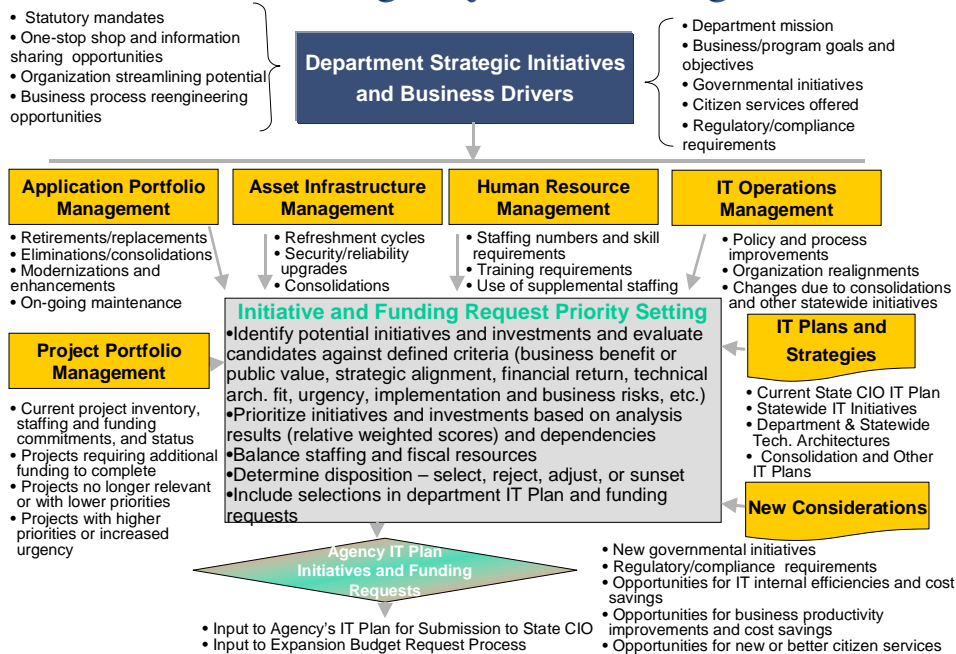 • Statutory mandates
• One-stop shop and information
sharing opportunities
• Organization streamlining potential
• Business process reengineering
opportunities
Department Strategic Initiatives
and Business Drivers
• Department mission
• Business/program goals and
objectives
• Governmental initiatives
• Citizen services offered
• Regulatory/compliance
requirements
Application Portfolio
Management
• Retirements/replacements
• Eliminations/consolidations
• Modernizations and
enhancements
• On-going maintenance
Asset Infrastructure
Management
• Refreshment cycles
• Security/reliability
upgrades
• Consolidations
Human Resource
Management
• Staffing numbers and skill
requirements
• Training requirements
• Use of supplemental staffing
IT Operations
Management
• Policy and process
improvements
• Organization realignments
• Changes due to consolidations
and other statewide initiatives
Initiative and Funding Request Priority Setting
•Identify potential initiatives and investments and evaluate
candidates against defined criteria (business benefit or
public value, strategic alignment, financial return, technical
arch. fit, urgency, implementation and business risks, etc.)
•Prioritize initiatives and investments based on analysis
results (relative weighted scores) and dependencies
•Balance staffing and fiscal resources
•Determine disposition – select, reject, adjust, or sunset
•Include selections in department IT Plan and funding
requests
Project Portfolio
Management
• Current project inventory,
staffing and funding
commitments, and status
• Projects requiring additional
funding to complete
• Projects no longer relevant
or with lower priorities
• Projects with higher
priorities or increased
urgency
IT Plans and
Strategies
• Current State CIO IT Plan
• Statewide IT Initiatives
• Department & Statewide
Tech. Architectures
• Consolidation and Other
IT Plans
New Considerations
• New governmental initiatives
• Regulatory/compliance requirements
• Opportunities for IT internal efficiencies and cost
savings
• Opportunities for business productivity
improvements and cost savings
• Opportunities for new or better citizen services
Agency IT Plan
Initiatives and Funding
Requests
• Input to Agency's IT Plan for Submission to State CIO
• Input to Expansion Budget Request Process